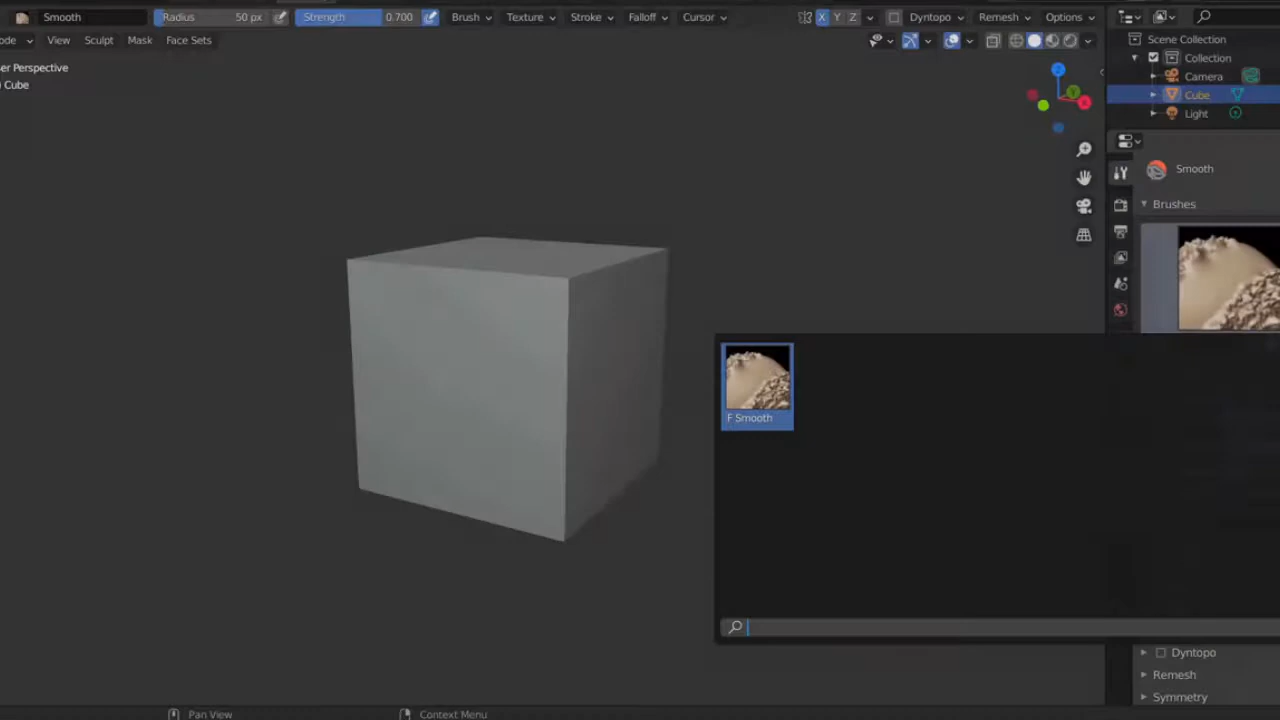 Smooth Radius 50 px Strength 0.700 Brush Texture Stroke Falloff Cursor X Y Z Dyntopo Remesh Options
ode View Sculpt Mask Face Sets
er Perspective
Cube
Z
Y
X
Scene Collection
Collection
Camera
Cube
Light
Smooth
Brushes
F Smooth
Dyntopo
Remesh
Symmetry
Pan View Context Menu